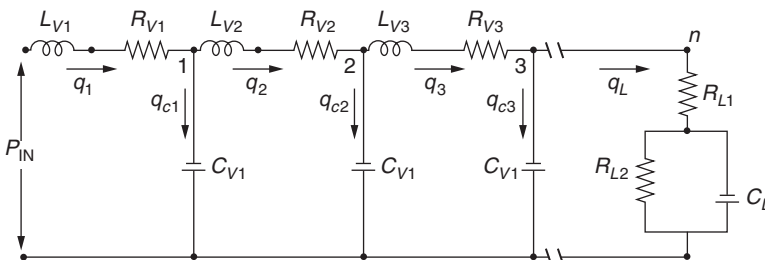 L_V1 R_V1 L_V2 R_V2 L_V3 R_V3 n
1 2 3
q_1 q_2 q_3 q_L
R_L1
q_c1 q_c2 q_c3
P_IN
C_V1 C_V1 C_V1
R_L2
C_L